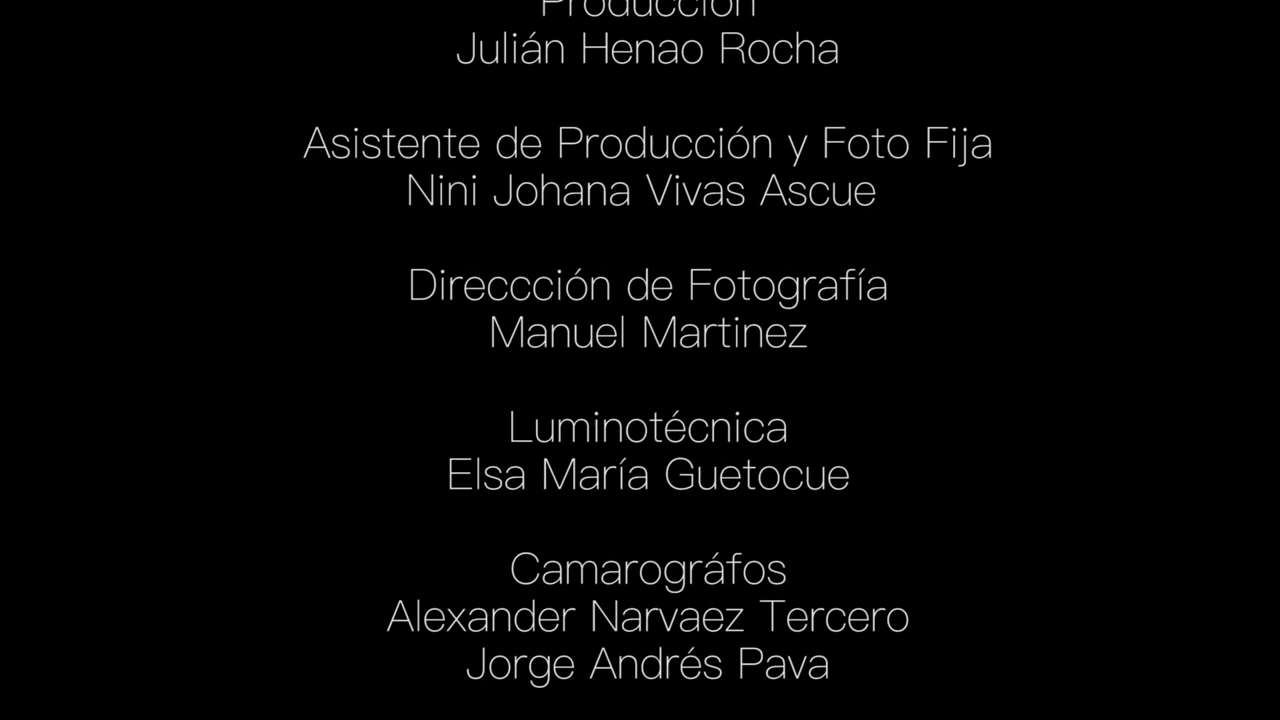 Producción
Julián Henao Rocha
Asistente de Producción y Foto Fija
Nini Johana Vivas Ascue
Direccción de Fotografía
Manuel Martinez
Luminotécnica
Elsa María Guetocue
Camarográfos
Alexander Narvaez Tercero
Jorge Andrés Pava